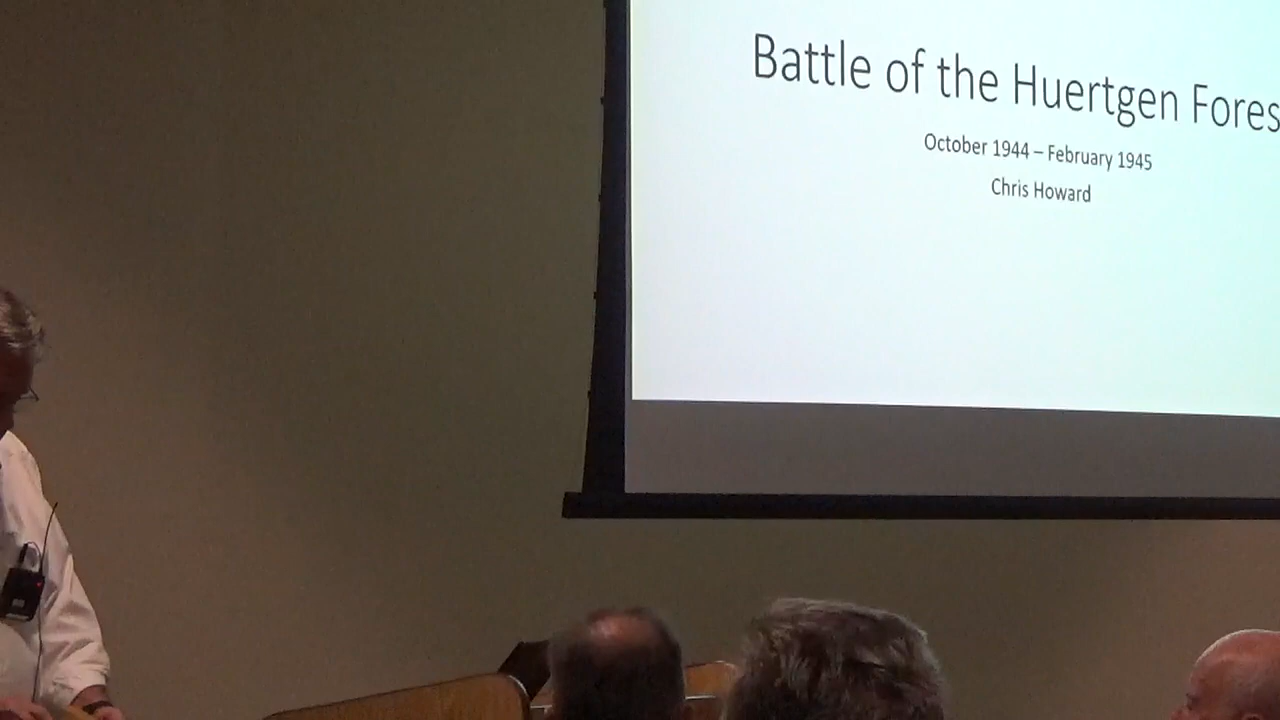 Battle of the Huertgen Fores
October 1944 – February 1945
Chris Howard